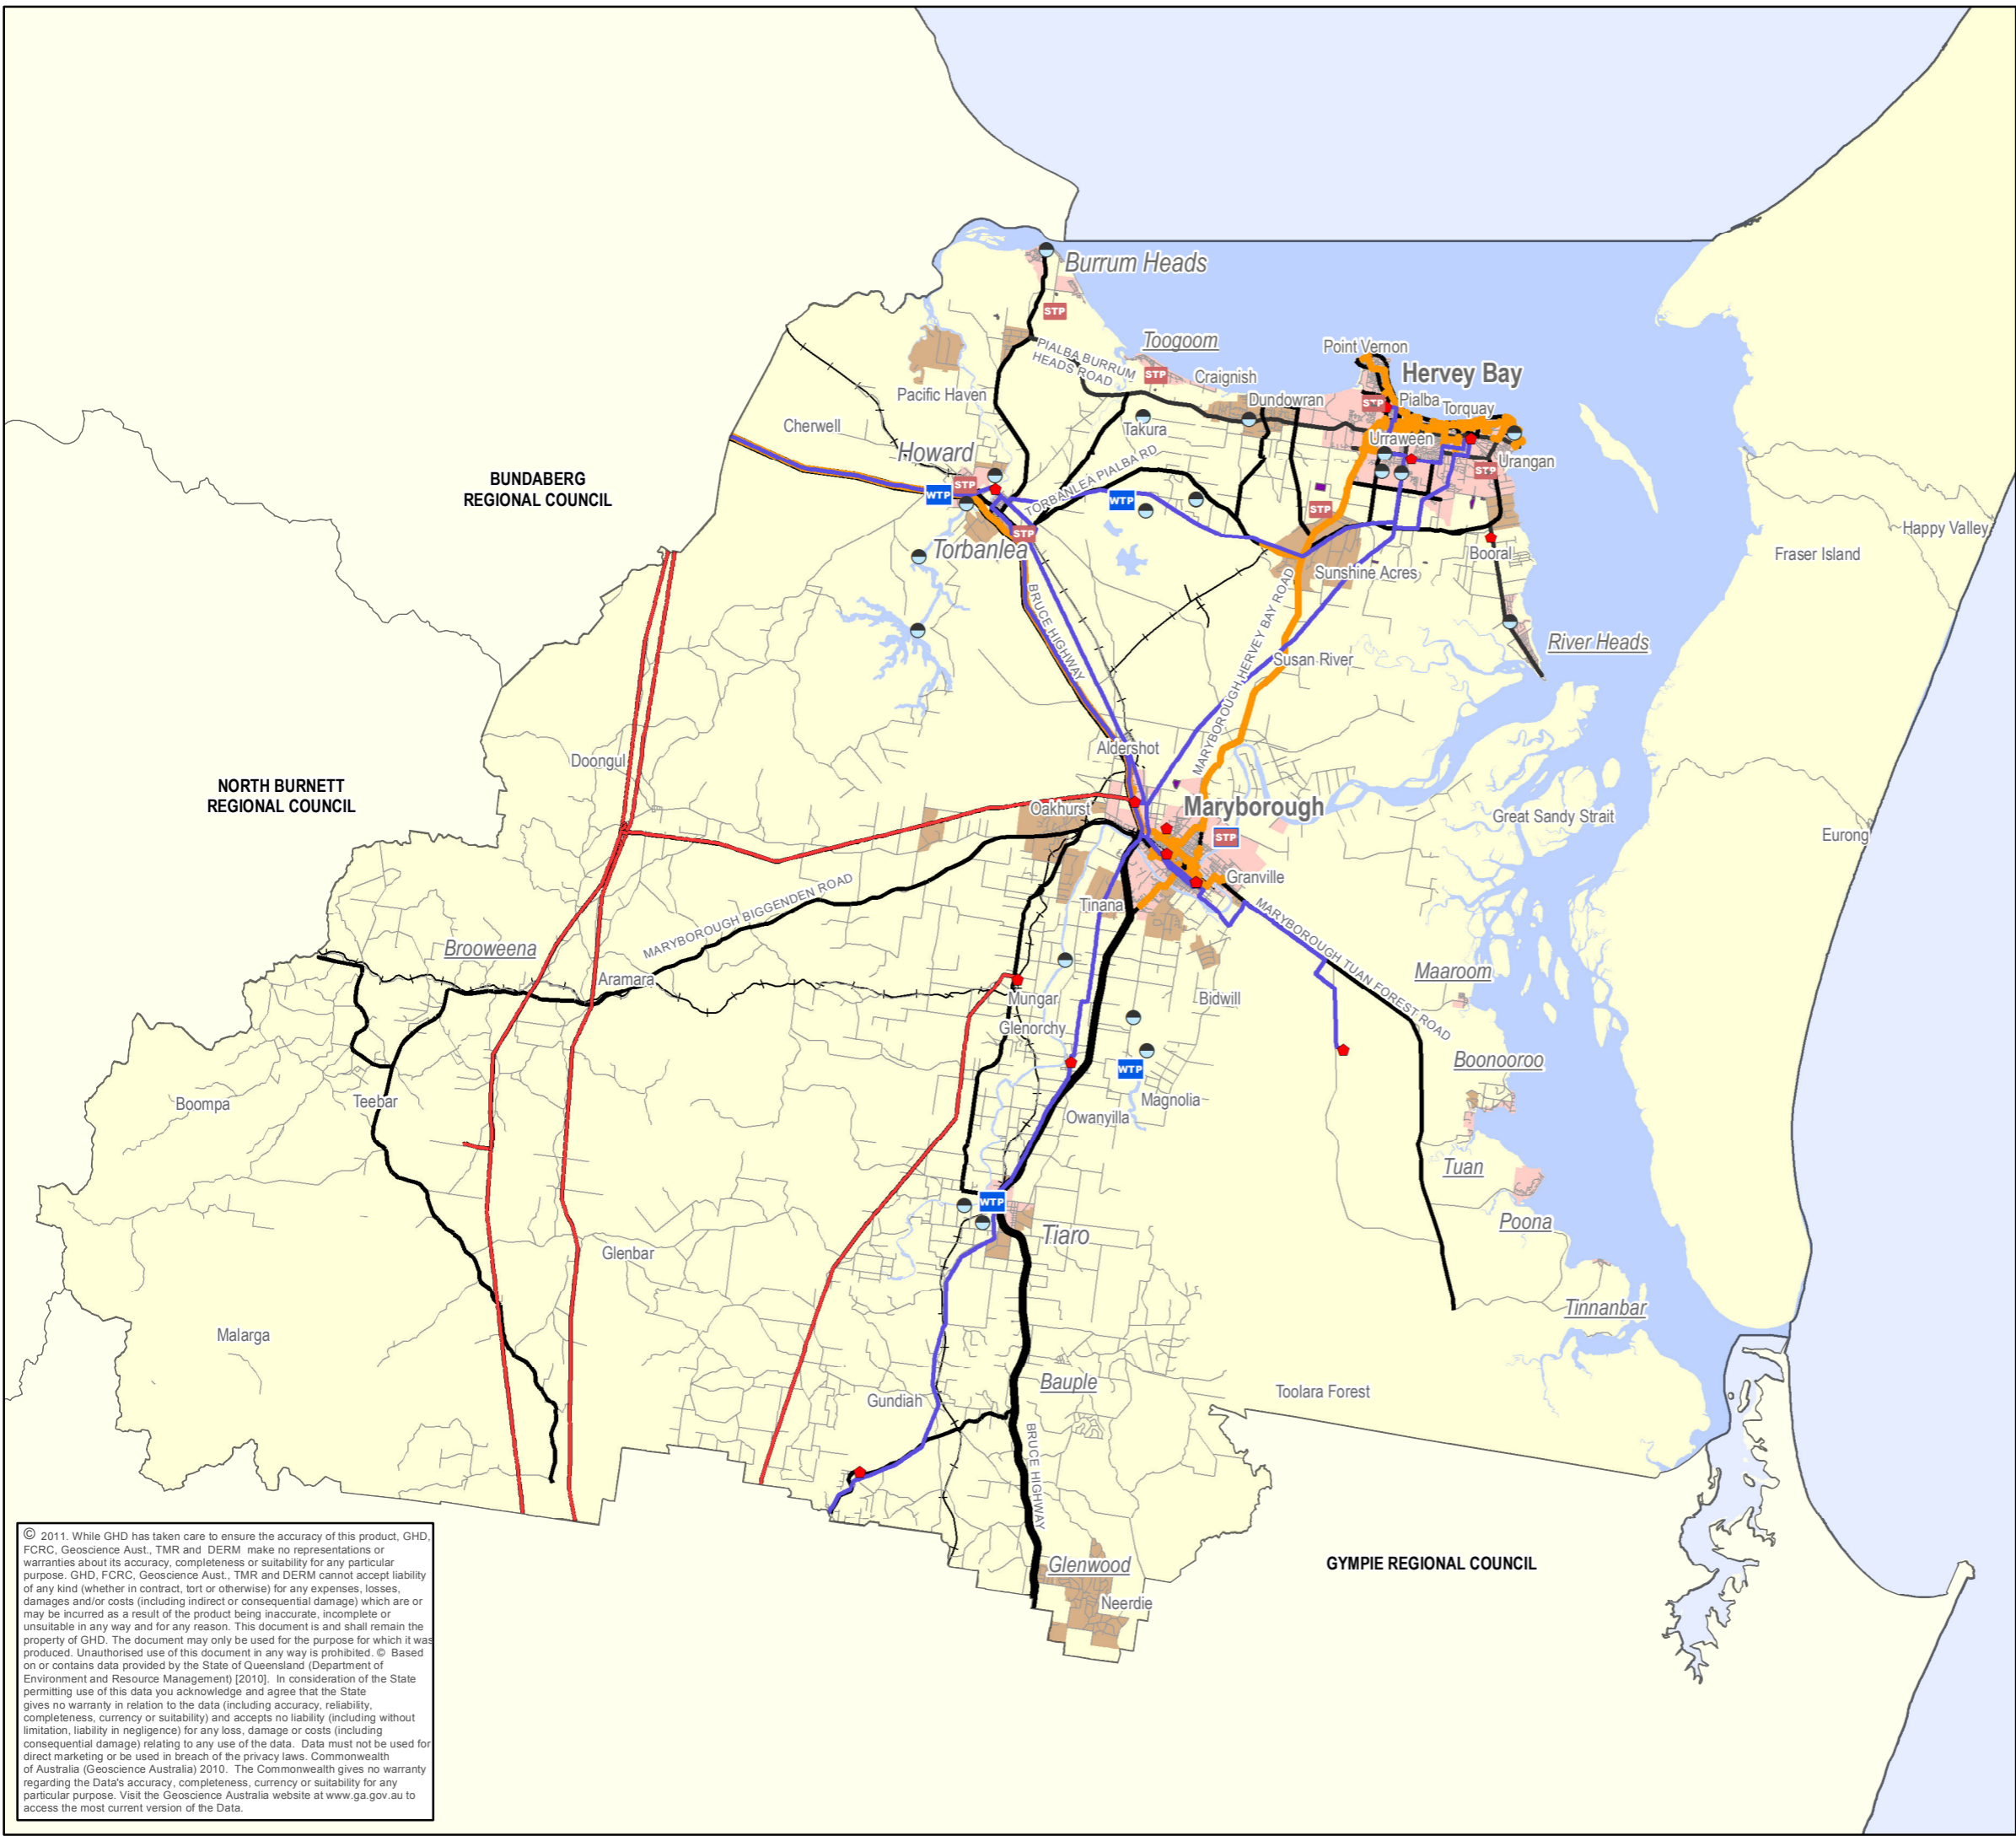 Burrum Heads
STP
PIALBA BURRUM
HEADS ROAD
Toogoom
STP
Craignish
Point Vernon
Hervey Bay
Pacific Haven
Dundowran
STP
Pialba
Torquay
Cherwell
Takura
Urraween
Howard
Urangan
STP
BUNDABERG
REGIONAL COUNCIL
TORBANLEA PIALBA RD
STP
WTP
WTP
STP
Happy Valley
STP
Torbanlea
Booral
Fraser Island
Sunshine Acres
BRUCE HIGHWAY
MARYBOROUGH HERVEY BAY ROAD
River Heads
Susan River
Aldershot
Doongul
NORTH BURNETT
REGIONAL COUNCIL
Oakhurst
Maryborough
Great Sandy Strait
STP
Eurong
Granville
Tinana
MARYBOROUGH BIGGENDEN ROAD
MARYBOROUGH TUAN FOREST ROAD
Brooweena
Aramara
Maaroom
Mungar
Bidwill
Glenorchy
Boonooroo
WTP
Boompa
Teebar
Magnolia
Owanyilla
Tuan
WTP
Poona
Tiaro
Glenbar
Tinnanbar
Malarga
Bauple
Toolara Forest
Gundiah
BRUCE HIGHWAY
Glenwood
GYMPIE REGIONAL COUNCIL
Neerdie
© 2011. While GHD has taken care to ensure the accuracy of this product, GHD,
FCRC, Geoscience Aust., TMR and DERM make no representations or
warranties about its accuracy, completeness or suitability for any particular
purpose. GHD, FCRC, Geoscience Aust., TMR and DERM cannot accept liability
of any kind (whether in contract, tort or otherwise) for any expenses, losses,
damages and/or costs (including indirect or consequential damage) which are or
may be incurred as a result of the product being inaccurate, incomplete or
unsuitable in any way and for any reason. This document is and shall remain the
property of GHD. The document may only be used for the purpose for which it was
produced. Unauthorised use of this document in any way is prohibited. © Based
on or contains data provided by the State of Queensland (Department of
Environment and Resource Management) [2010]. In consideration of the State
permitting use of this data you acknowledge and agree that the State
gives no warranty in relation to the data (including accuracy, reliability,
completeness, currency or suitability) and accepts no liability (including without
limitation, liability in negligence) for any loss, damage or costs (including
consequential damage) relating to any use of the data. Data must not be used for
direct marketing or be used in breach of the privacy laws. Commonwealth
of Australia (Geoscience Australia) 2010. The Commonwealth gives no warranty
regarding the Data's accuracy, completeness, currency or suitability for any
particular purpose. Visit the Geoscience Australia website at www.ga.gov.au to
access the most current version of the Data.